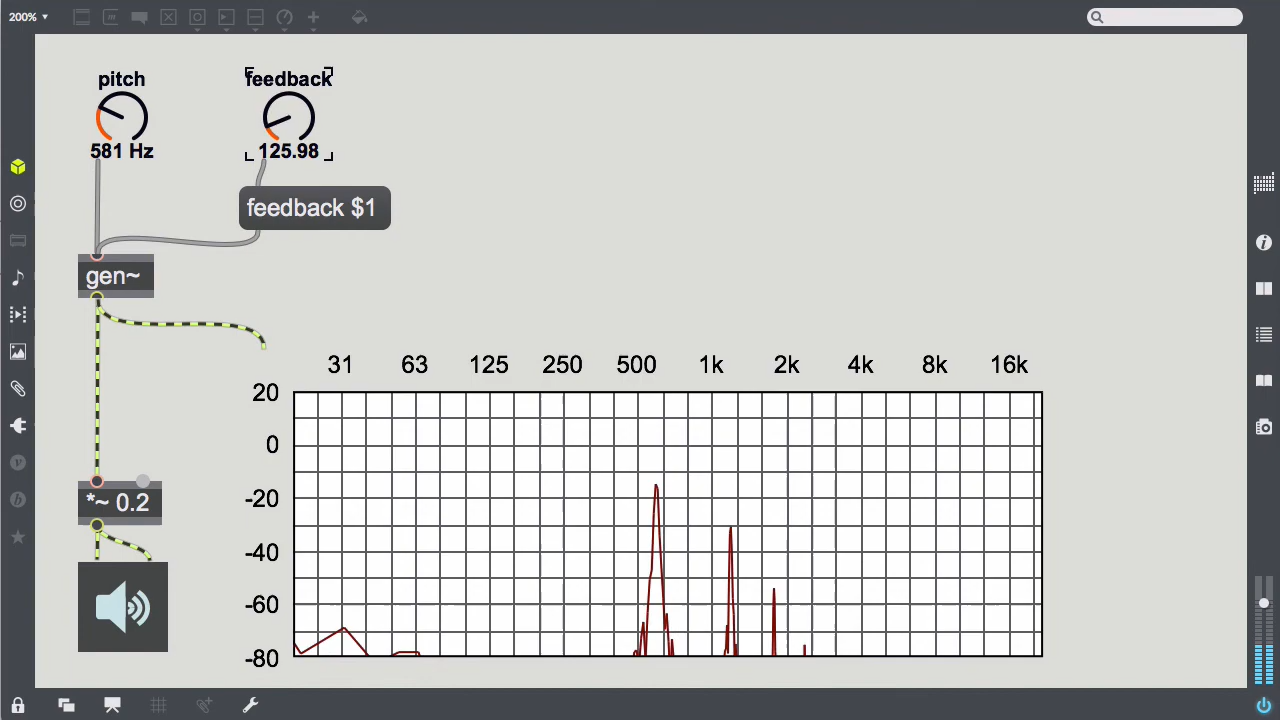 200%
pitch
feedback
581 Hz
125.98
feedback $1
gen~
31 63 125 250 500 1k 2k 4k 8k 16k
20
0
-20
-40
-60
-80
*~ 0.2